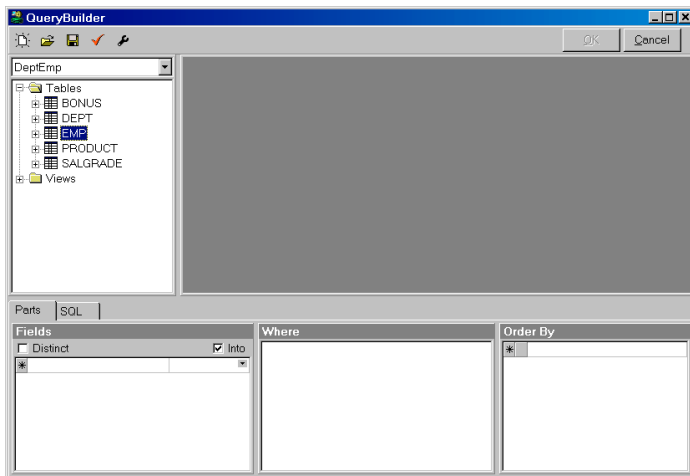 QueryBuilder
OK Cancel
DeptEmp
Tables
BONUS
DEPT
EMP
PRODUCT
SALGRADE
Views
Parts SQL
Fields Where Order By
Distinct Into